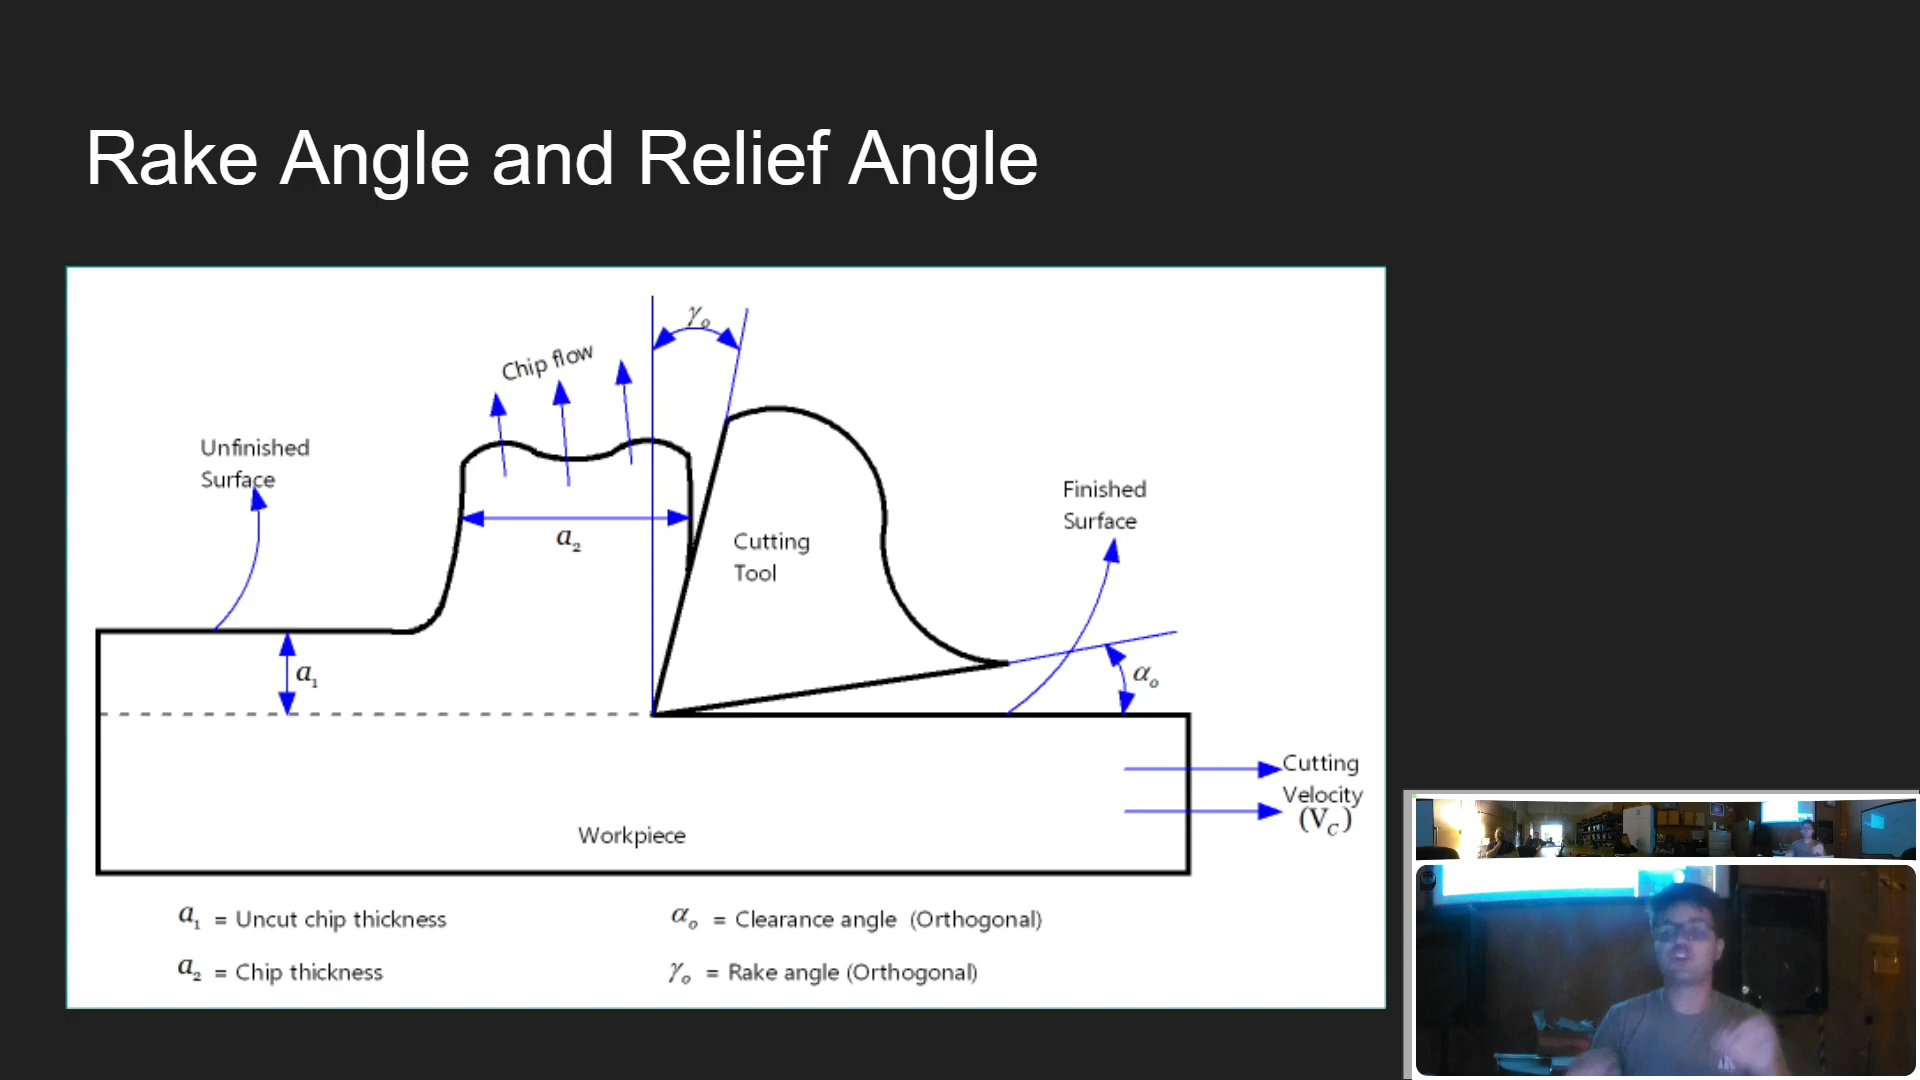 Rake Angle and Relief Angle
γₒ
Chip flow
Unfinished
Surface
a₂
Cutting
Tool
Finished
Surface
a₁
αₒ
Cutting
Velocity
(V_C)
Workpiece
a₁ = Uncut chip thickness
αₒ = Clearance angle (Orthogonal)
a₂ = Chip thickness
γₒ = Rake angle (Orthogonal)